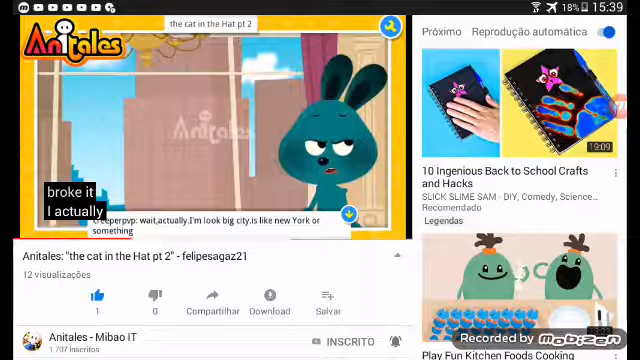 18% 15:39
the cat in the Hat pt 2
Anitales
Anitales
broke it
I actually
creeperpvp: wait,actually.I'm look big city.is like new York or
something
Anitales: "the cat in the Hat pt 2" - felipesagaz21
12 visualizações
1
0
Compartilhar
Download
Salvar
Anitales - Mibao IT
1 707 inscritos
INSCRITO
Próximo
Reprodução automática
19:09
10 Ingenious Back to School Crafts
and Hacks
SLICK SLIME SAM - DIY, Comedy, Science...
Recomendado
Legendas
Recorded by
MOBIZEN
Play Fun Kitchen Foods Cooking